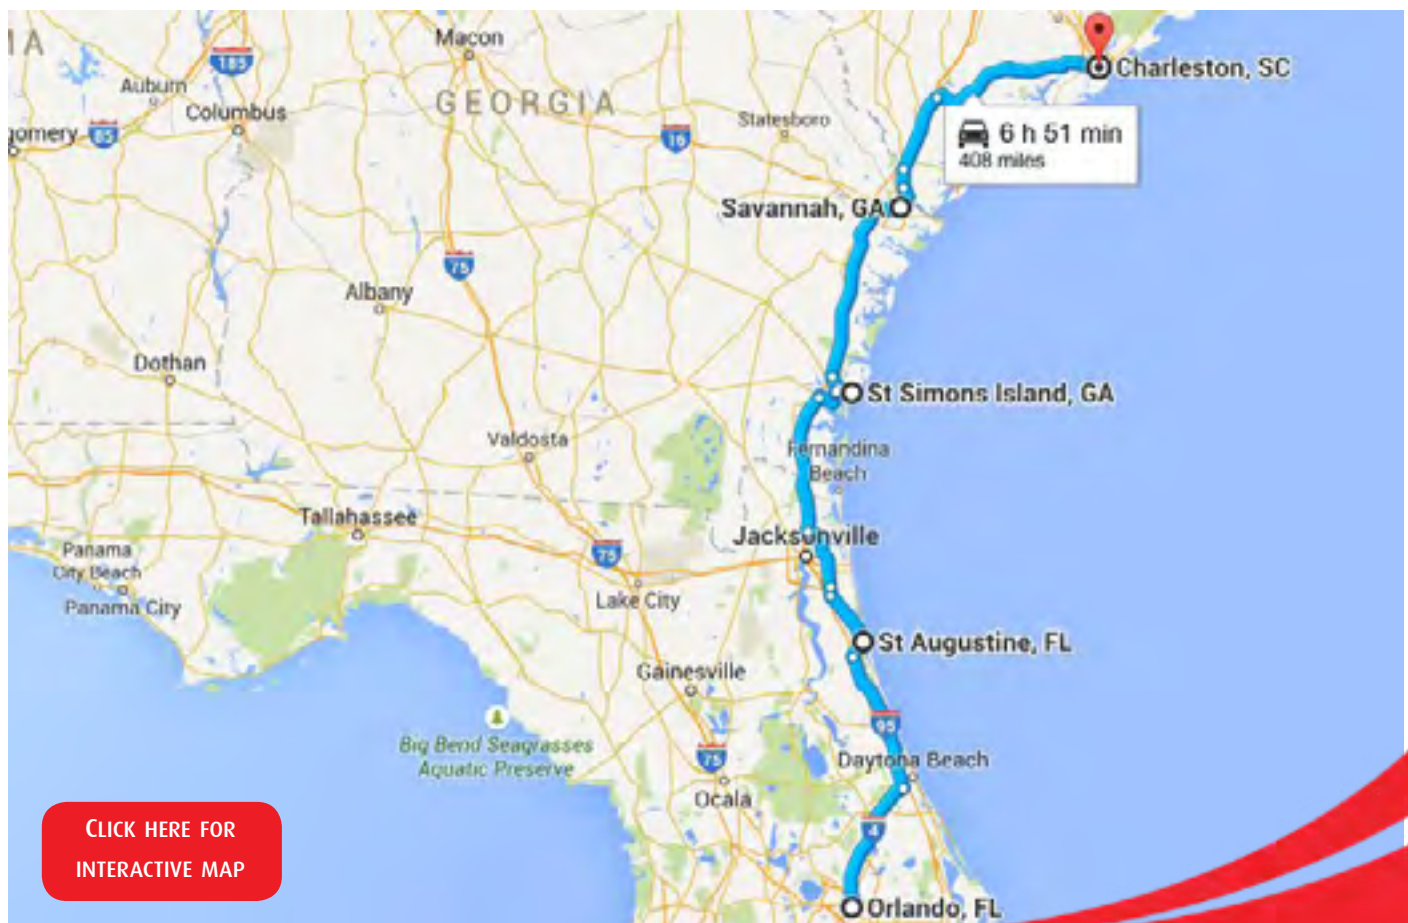 IA
Macon
185
Charleston, SC
Auburn
GEORGIA
Columbus
Statesboro
6 h 51 min
408 miles
gomery
85
16
Savannah, GA
75
Albany
Dothan
St Simons Island, GA
Valdosta
Fernandina
Beach
Tallahassee
Jacksonville
Panama
City Beach
75
Panama City
Lake City
St Augustine, FL
Gainesville
95
Big Bend Seagrasses
Aquatic Preserve
75
Daytona Beach
Ocala
4
CLICK HERE FOR
INTERACTIVE MAP
Orlando, FL